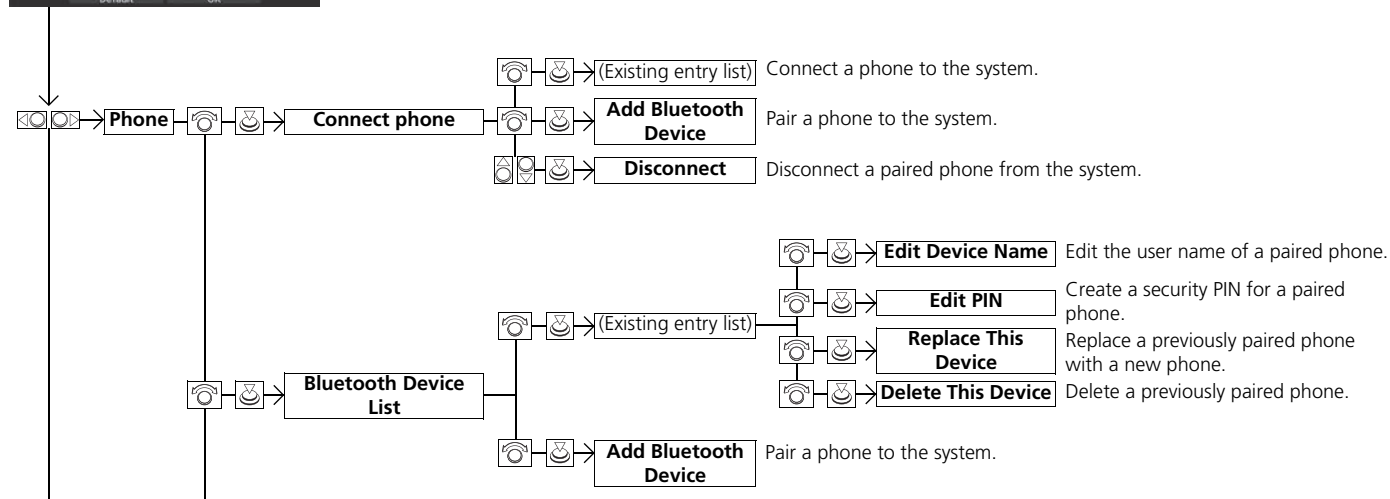 Default OK
(Existing entry list) Connect a phone to the system.
Phone Connect phone Add Bluetooth
Device Pair a phone to the system.
Disconnect Disconnect a paired phone from the system.
Edit Device Name Edit the user name of a paired phone.
Edit PIN Create a security PIN for a paired
phone.
(Existing entry list)
Replace This
Device Replace a previously paired phone
with a new phone.
Bluetooth Device
List
Delete This Device Delete a previously paired phone.
Add Bluetooth
Device Pair a phone to the system.